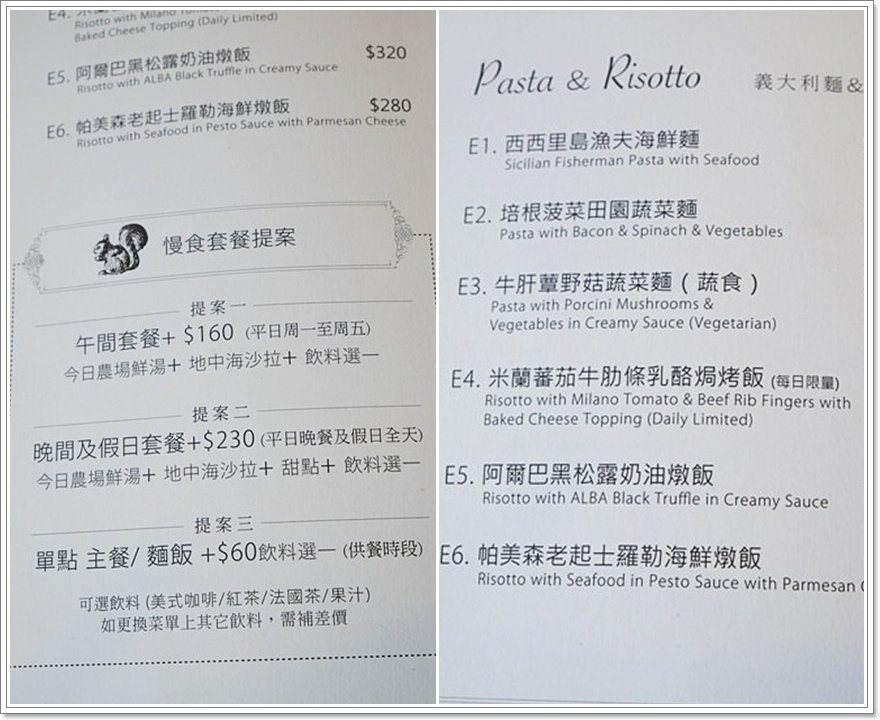 Risotto with Milano
Baked Cheese Topping (Daily Limited)
E5. 阿爾巴黑松露奶油燉飯 $320
Risotto with ALBA Black Truffle in Creamy Sauce
E6. 帕美森老起士羅勒海鮮燉飯 $280
Risotto with Seafood in Pesto Sauce with Parmesan Cheese
慢食套餐提案
提案一
午間套餐+ $160 (平日周一至周五)
今日農場鮮湯+ 地中海沙拉+ 飲料選一
提案二
晚間及假日套餐+$230 (平日晚餐及假日全天)
今日農場鮮湯+ 地中海沙拉+ 甜點+ 飲料選一
提案三
單點 主餐/ 麵飯 +$60飲料選一 (供餐時段)
可選飲料 (美式咖啡/紅茶/法國茶/果汁)
如更換菜單上其它飲料，需補差價
Pasta & Risotto 義大利麵&
E1. 西西里島漁夫海鮮麵
Sicilian Fisherman Pasta with Seafood
E2. 培根菠菜田園蔬菜麵
Pasta with Bacon & Spinach & Vegetables
E3. 牛肝蕈野菇蔬菜麵 ( 蔬食 )
Pasta with Porcini Mushrooms &
Vegetables in Creamy Sauce (Vegetarian)
E4. 米蘭蕃茄牛肋條乳酪焗烤飯 (每日限量)
Risotto with Milano Tomato & Beef Rib Fingers with
Baked Cheese Topping (Daily Limited)
E5. 阿爾巴黑松露奶油燉飯
Risotto with ALBA Black Truffle in Creamy Sauce
E6. 帕美森老起士羅勒海鮮燉飯
Risotto with Seafood in Pesto Sauce with Parmesan